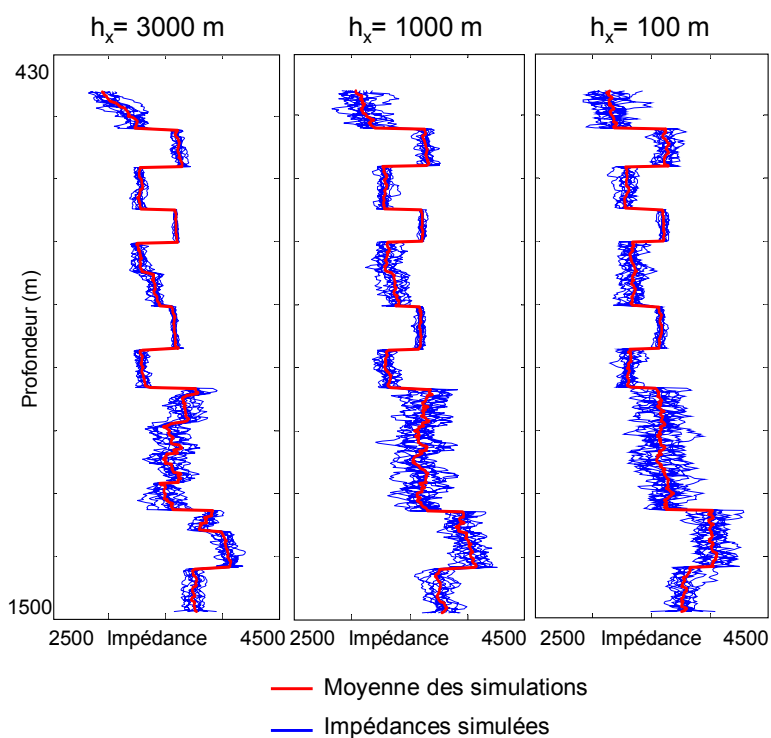 hx= 3000 m
hx= 1000 m
hx= 100 m
430
Profondeur (m)
1500
2500 Impédance 4500
2500 Impédance 4500
2500 Impédance 4500
Moyenne des simulations
Impédances simulées